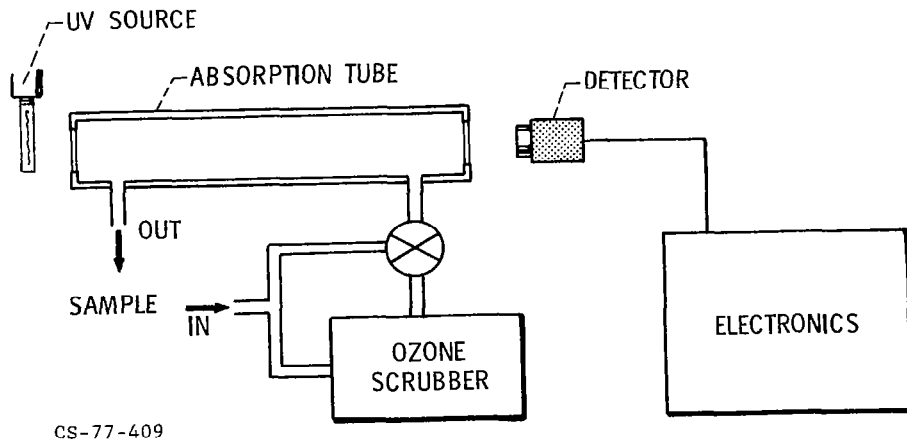 UV SOURCE
ABSORPTION TUBE
DETECTOR
OUT
SAMPLE
IN
OZONE
SCRUBBER
ELECTRONICS
CS-77-409